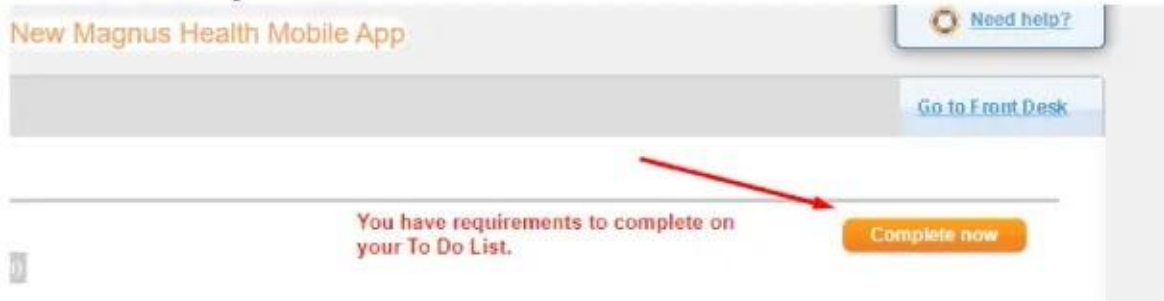 New Magnus Health Mobile App
Need help?
Go to Front Desk
You have requirements to complete on
your To Do List.
Complete now